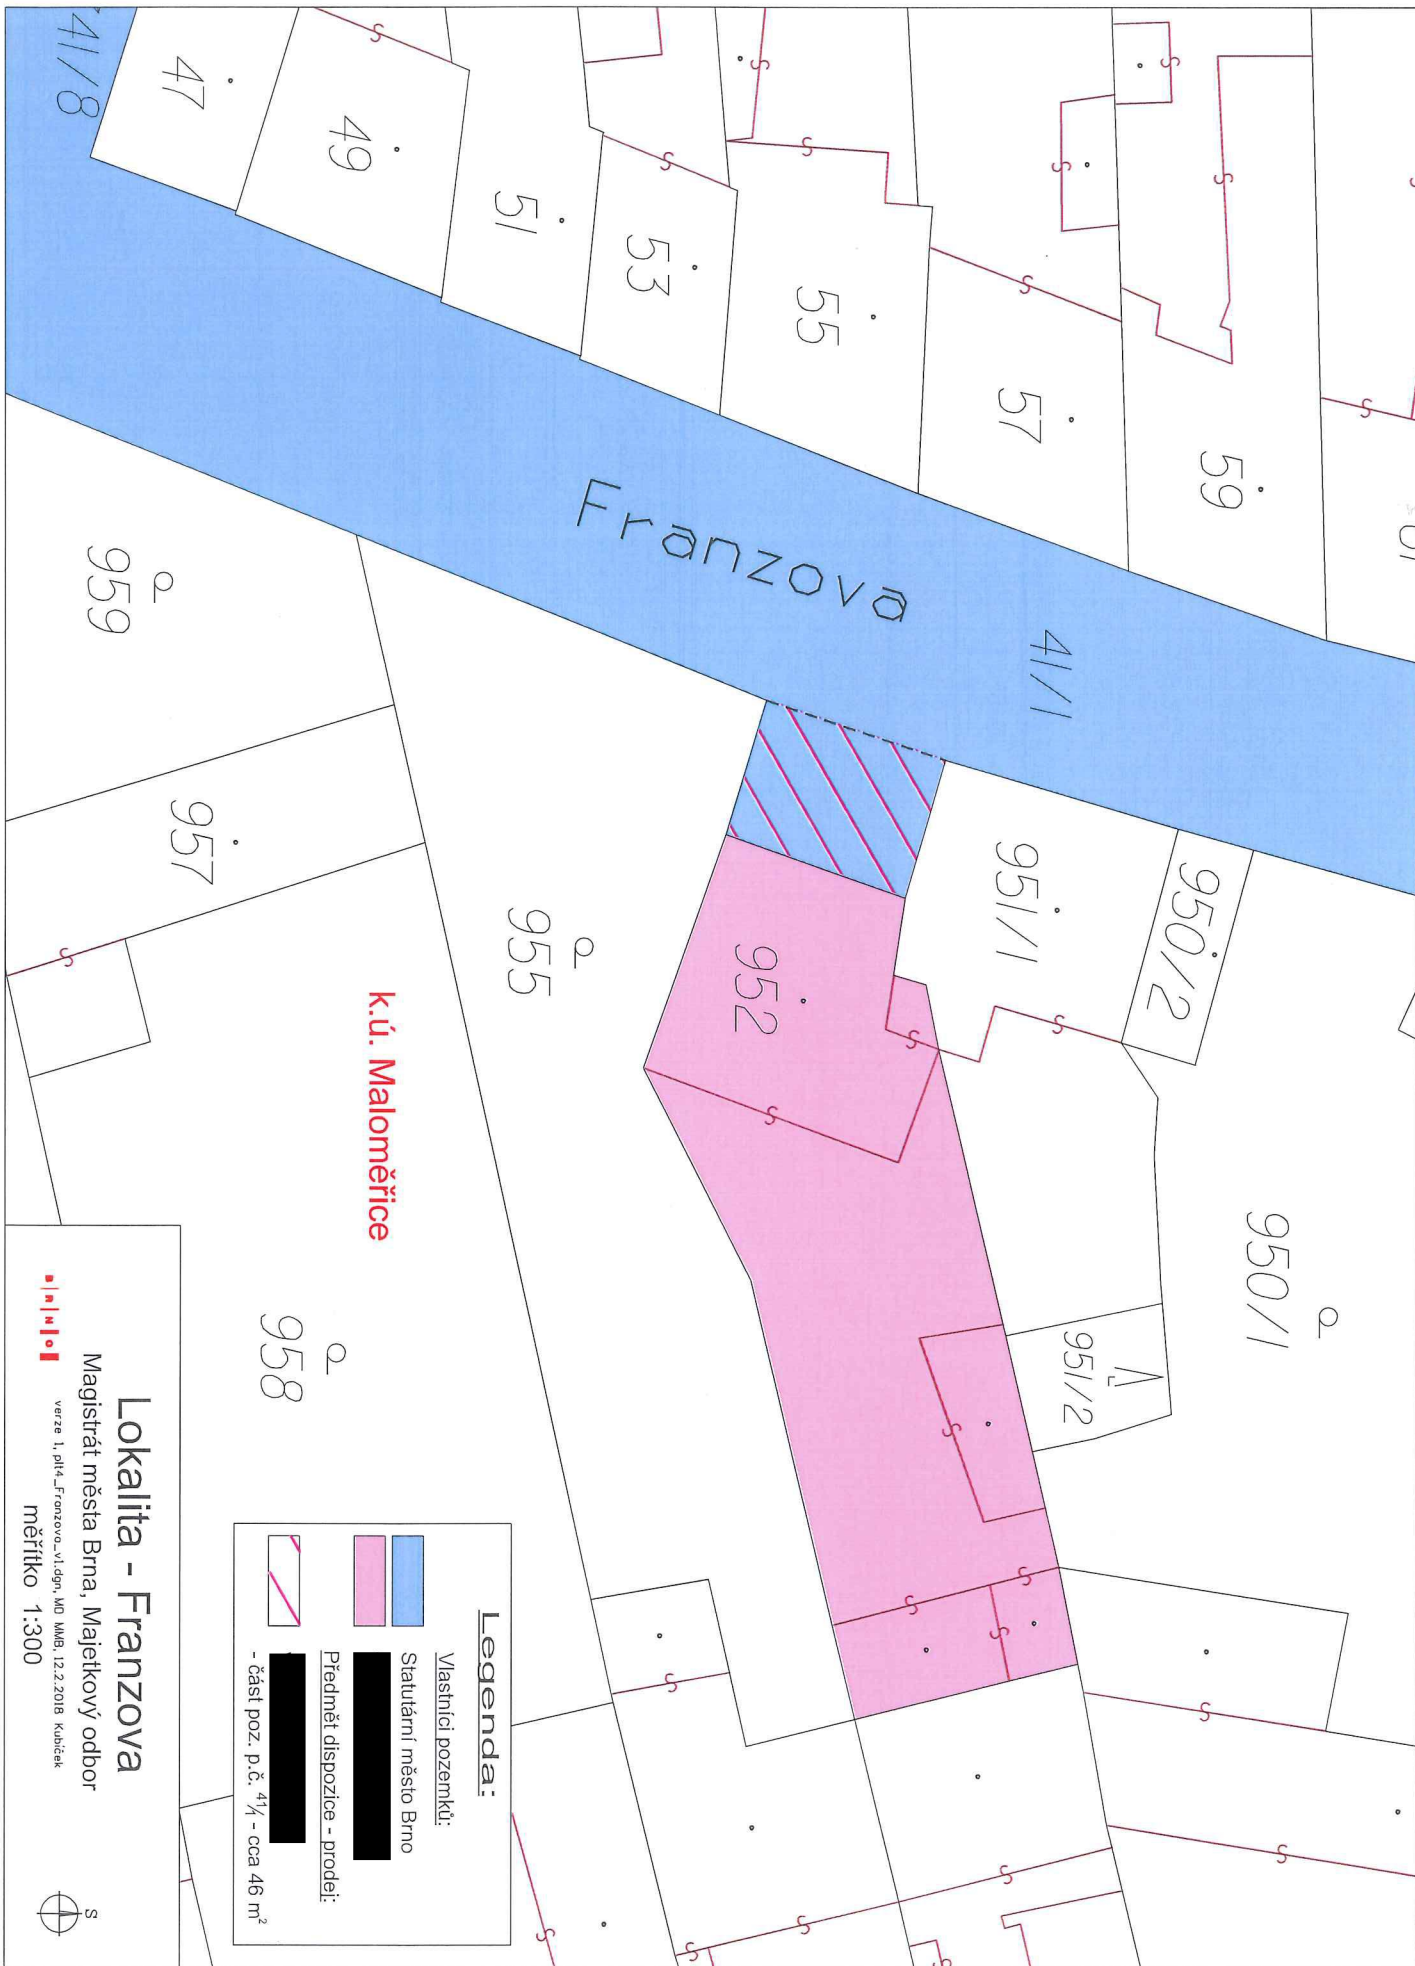 41/8
47
49
51
53
55
57
59
Franzova
41/1
959
957
955
952
951/1
950/2
950/1
951/2
958
k.ú. Maloměřice
Legenda:
Vlastníci pozemků:
Statutární město Brno
Předmět dispozice - prodej:
- část poz. p.č. 41/1 - cca 46 m²
Lokalita - Franzova
Magistrát města Brna, Majetkový odbor
B|R|N|O
verze 1, plt4_Franzova_v1.dgn, MO MMB, 12.2.2018 Kubíček
měřítko 1:300
S